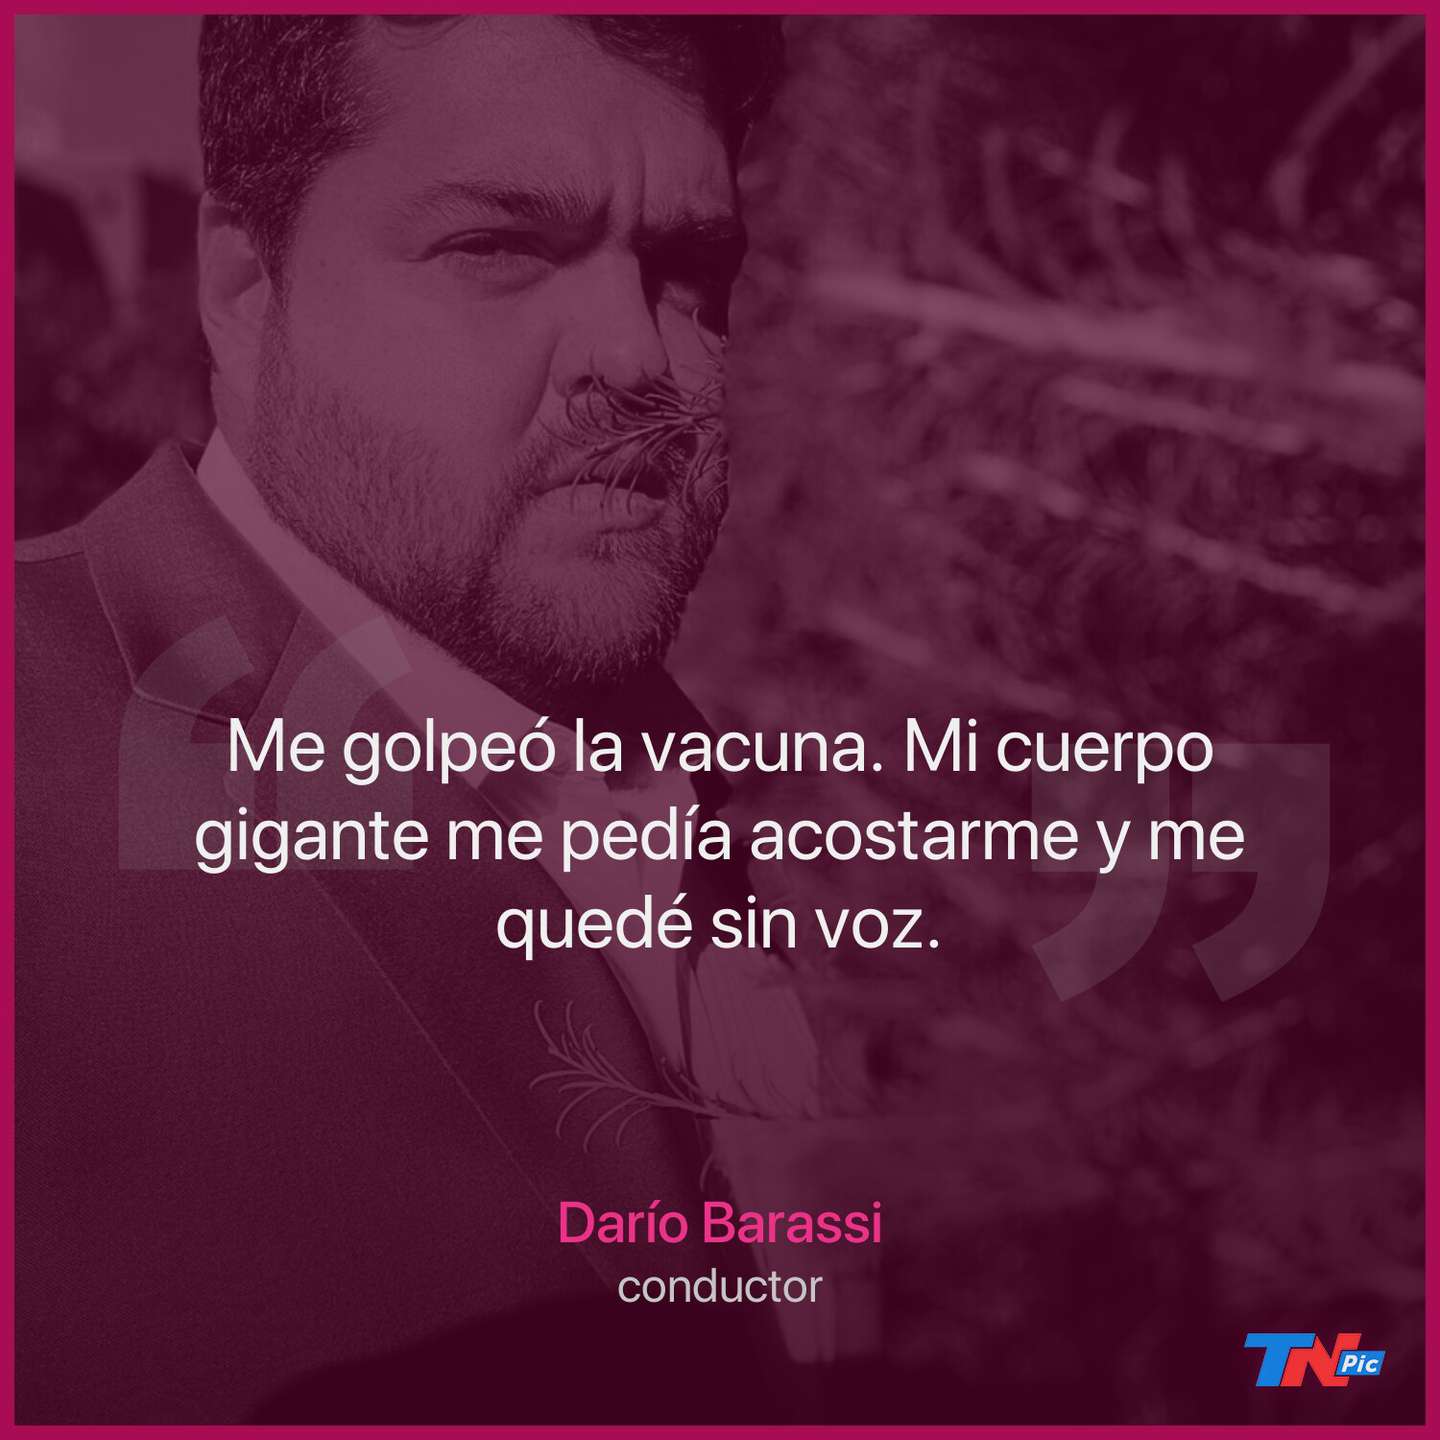 Me golpeó la vacuna. Mi cuerpo
gigante me pedía acostarme y me
quedé sin voz.
Darío Barassi
conductor
TN Pic